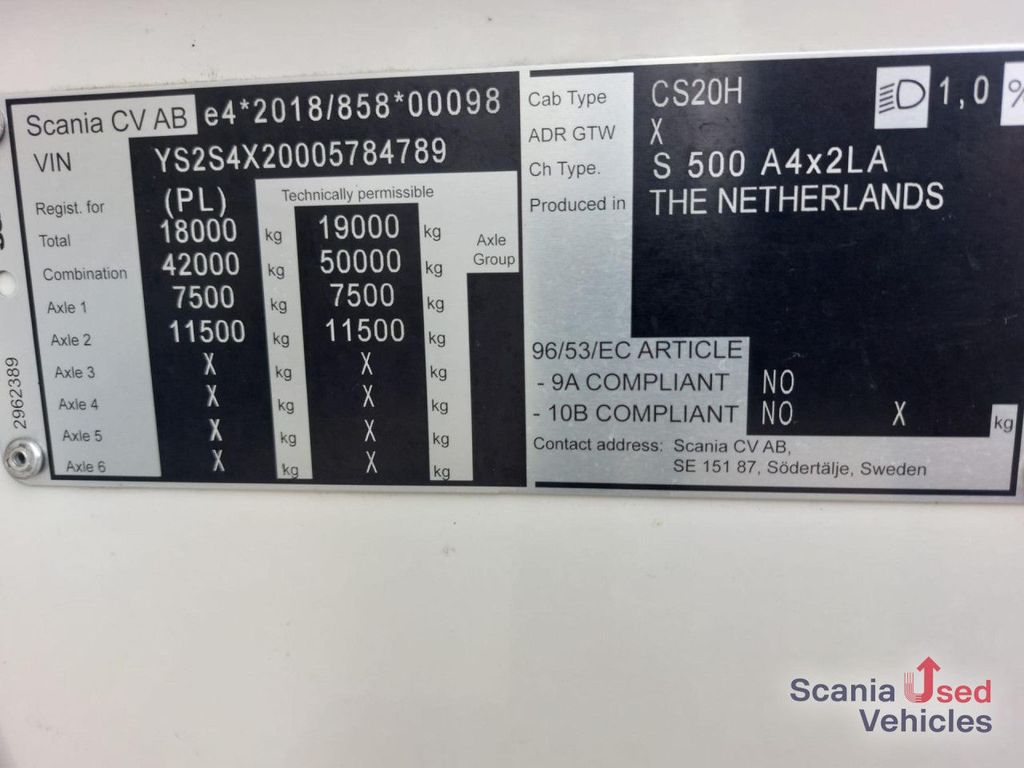 Scania CV AB e4*2018/858*00098
VIN YS2S4X20005784789
Regist. for (PL) Technically permissible
Total 18000 kg 19000 kg
Axle Group
Combination 42000 kg 50000 kg
Axle 1 7500 kg 7500 kg
Axle 2 11500 kg 11500 kg
Axle 3 X kg X kg
Axle 4 X kg X kg
Axle 5 X kg X kg
Axle 6 X kg X kg
2962389
Cab Type CS20H 1,0 %
ADR GTW X
Ch Type. S 500 A4x2LA
Produced in THE NETHERLANDS
96/53/EC ARTICLE
- 9A COMPLIANT NO
- 10B COMPLIANT NO X kg
Contact address: Scania CV AB,
SE 151 87, Södertälje, Sweden
Scania Used
Vehicles